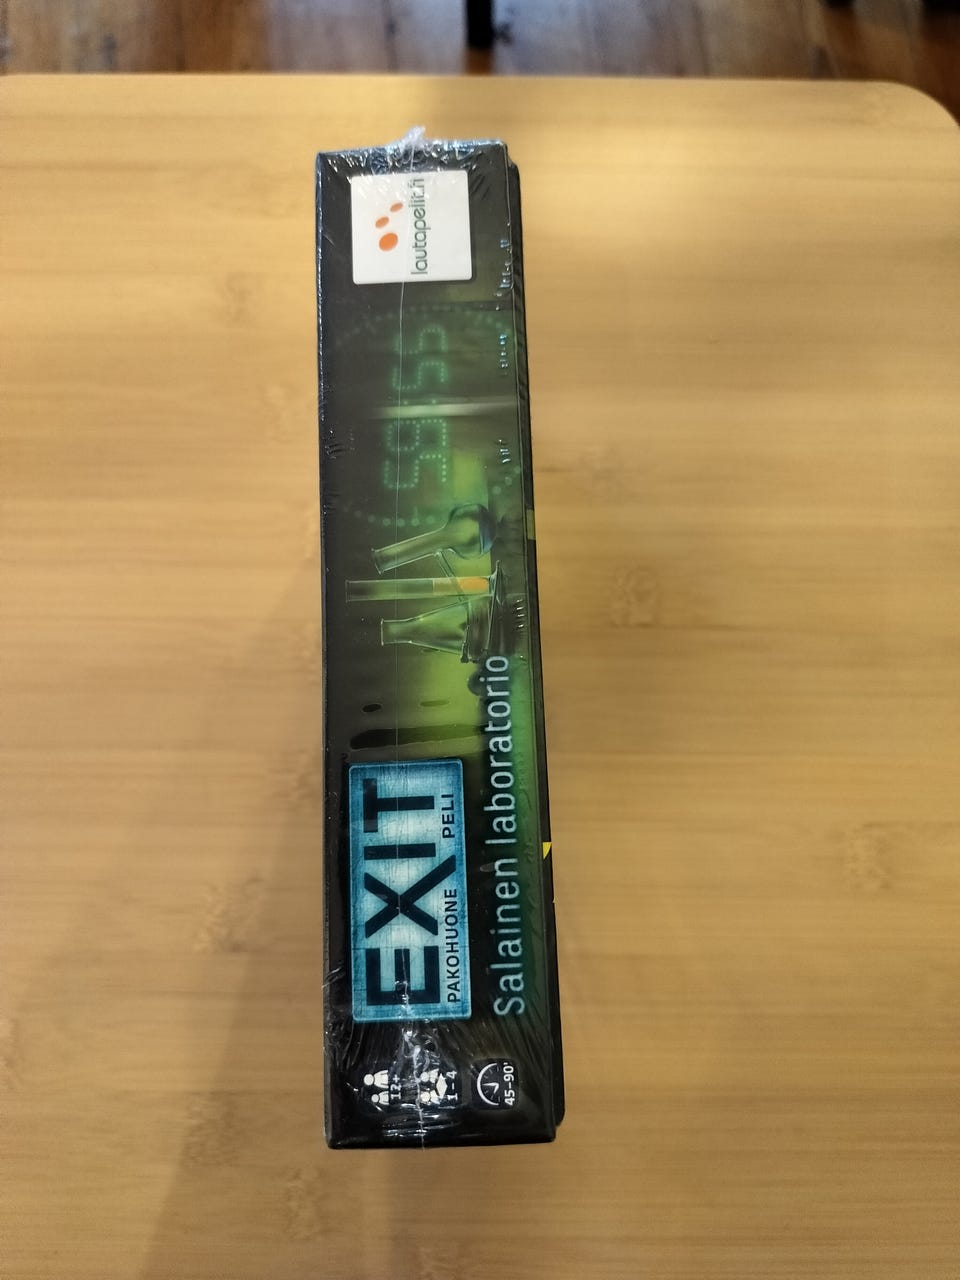 EXIT
PAKOHUONE PELI
Salainen laboratorio
12+
1-4
45-90'
59:55
lautapelit.fi